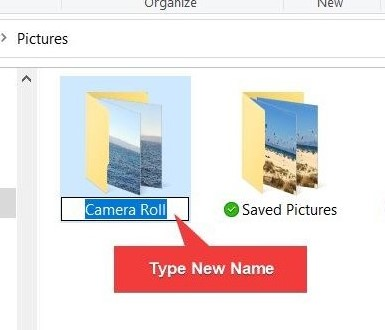 Organize
New
Pictures
Camera Roll
Saved Pictures
Type New Name